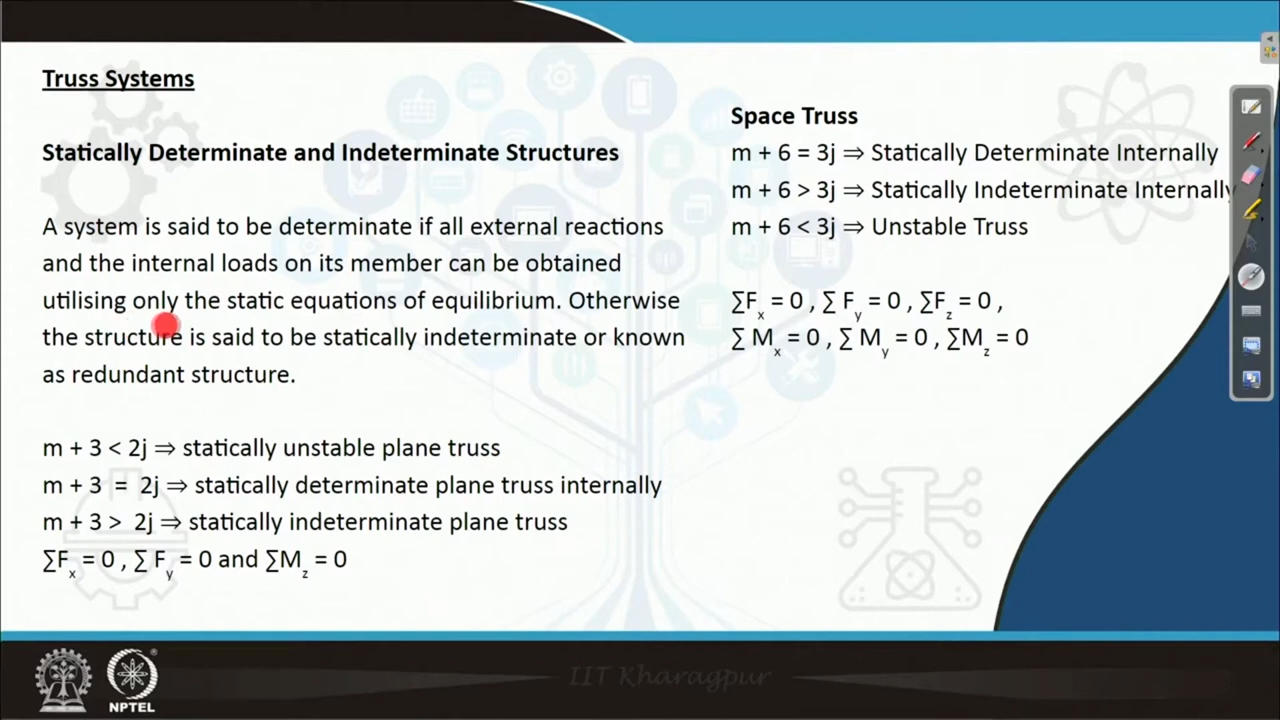 Truss Systems
Statically Determinate and Indeterminate Structures
A system is said to be determinate if all external reactions
and the internal loads on its member can be obtained
utilising only the static equations of equilibrium. Otherwise
the structure is said to be statically indeterminate or known
as redundant structure.
m + 3 < 2j ⇒ statically unstable plane truss
m + 3 = 2j ⇒ statically determinate plane truss internally
m + 3 > 2j ⇒ statically indeterminate plane truss
∑Fx = 0 , ∑ Fy = 0 and ∑Mz = 0
Space Truss
m + 6 = 3j ⇒ Statically Determinate Internally
m + 6 > 3j ⇒ Statically Indeterminate Internally
m + 6 < 3j ⇒ Unstable Truss
∑Fx = 0 , ∑ Fy = 0 , ∑Fz = 0 ,
∑ Mx = 0 , ∑ My = 0 , ∑Mz = 0
IIT Kharagpur
NPTEL